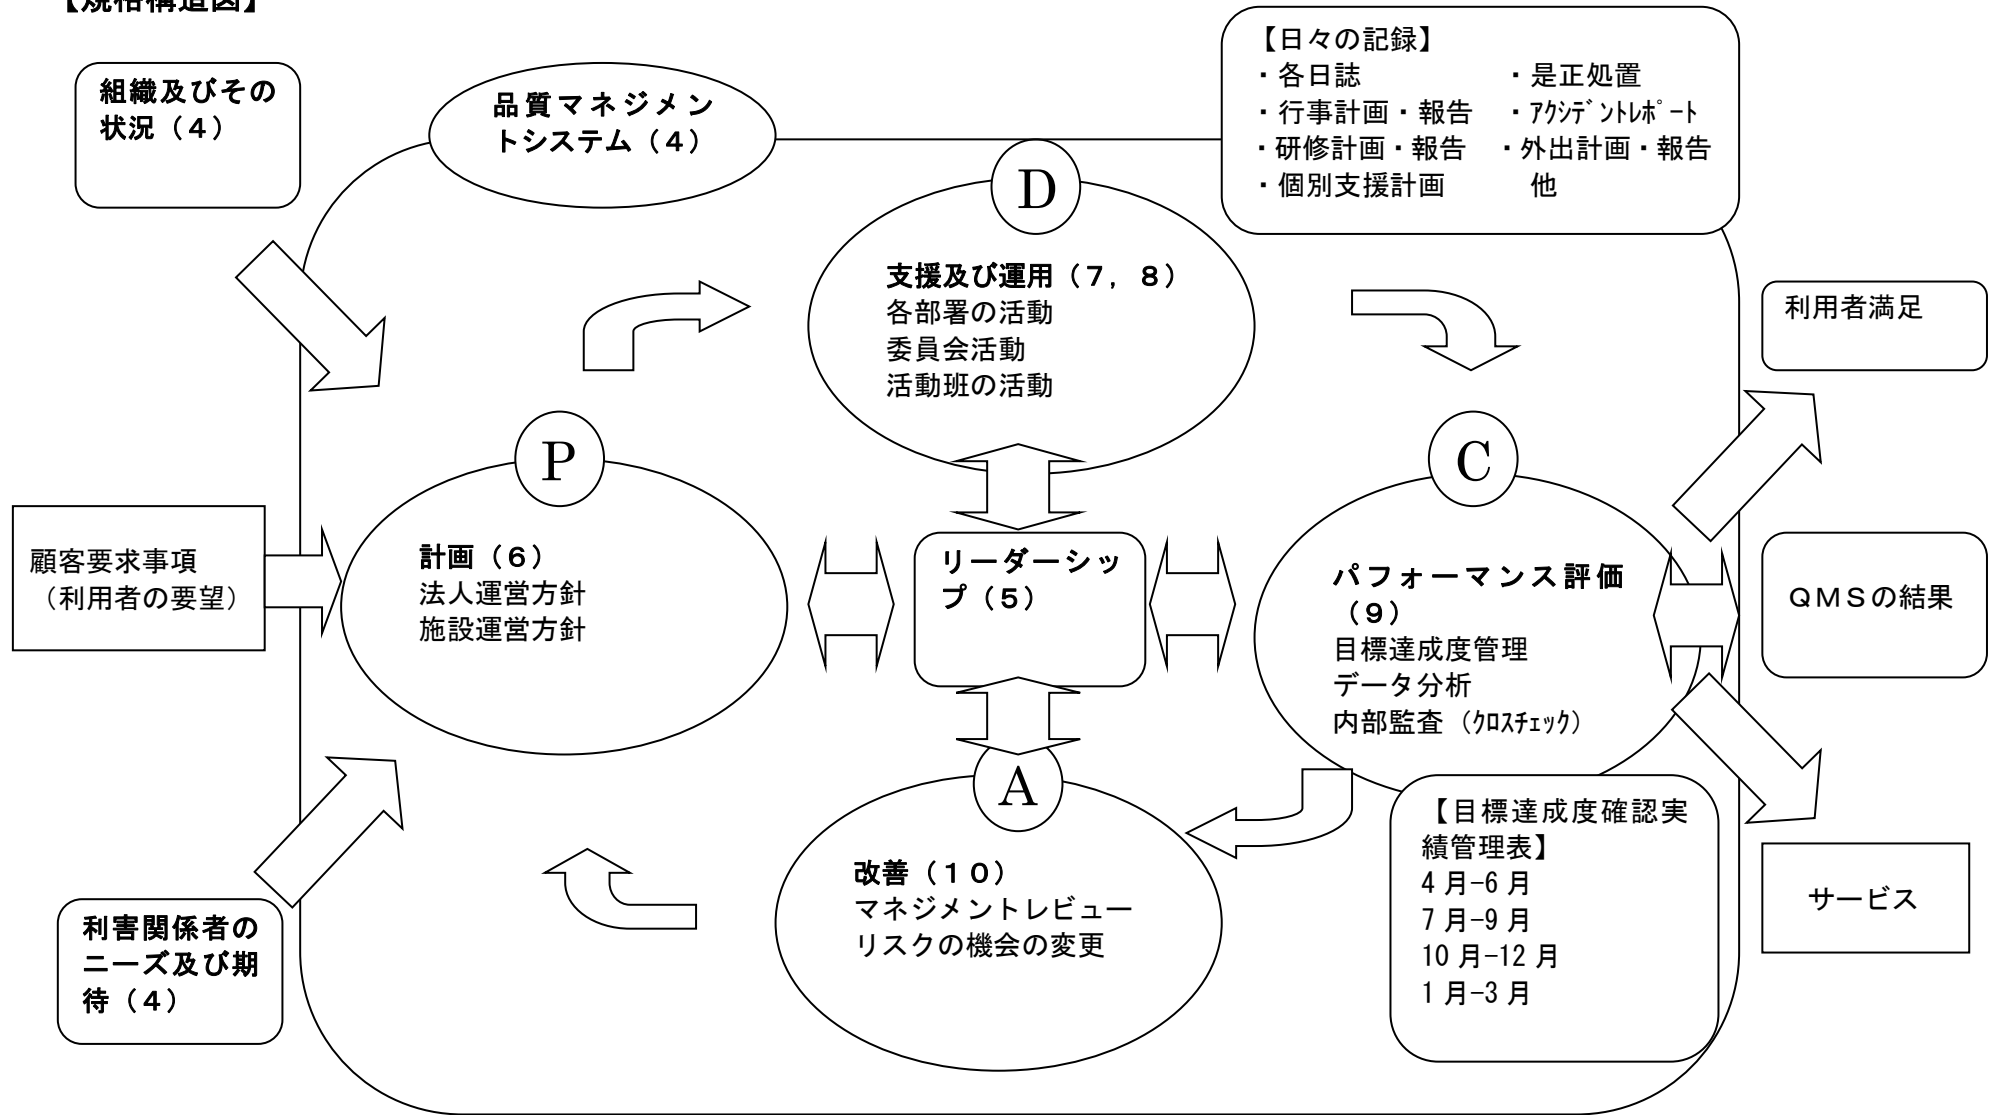 【規格構造図】
組織及びその
状況（４）
品質マネジメン
トシステム（４）
【日々の記録】
・各日誌　・是正処置
・行事計画・報告　・ｱｸｼﾃﾞﾝﾄﾚﾎﾟｰﾄ
・研修計画・報告　・外出計画・報告
・個別支援計画　他
D
支援及び運用（７，８）
各部署の活動
委員会活動
活動班の活動
利用者満足
P
計画（６）
法人運営方針
施設運営方針
顧客要求事項
（利用者の要望）
リーダーシッ
プ（５）
C
パフォーマンス評価
（９）
目標達成度管理
データ分析
内部監査（ｸﾛｽﾁｪｯｸ）
ＱＭＳの結果
A
改善（１０）
マネジメントレビュー
リスクの機会の変更
【目標達成度確認実
績管理表】
4 月-6 月
7 月-9 月
10 月-12 月
1 月-3 月
サービス
利害関係者の
ニーズ及び期
待（４）